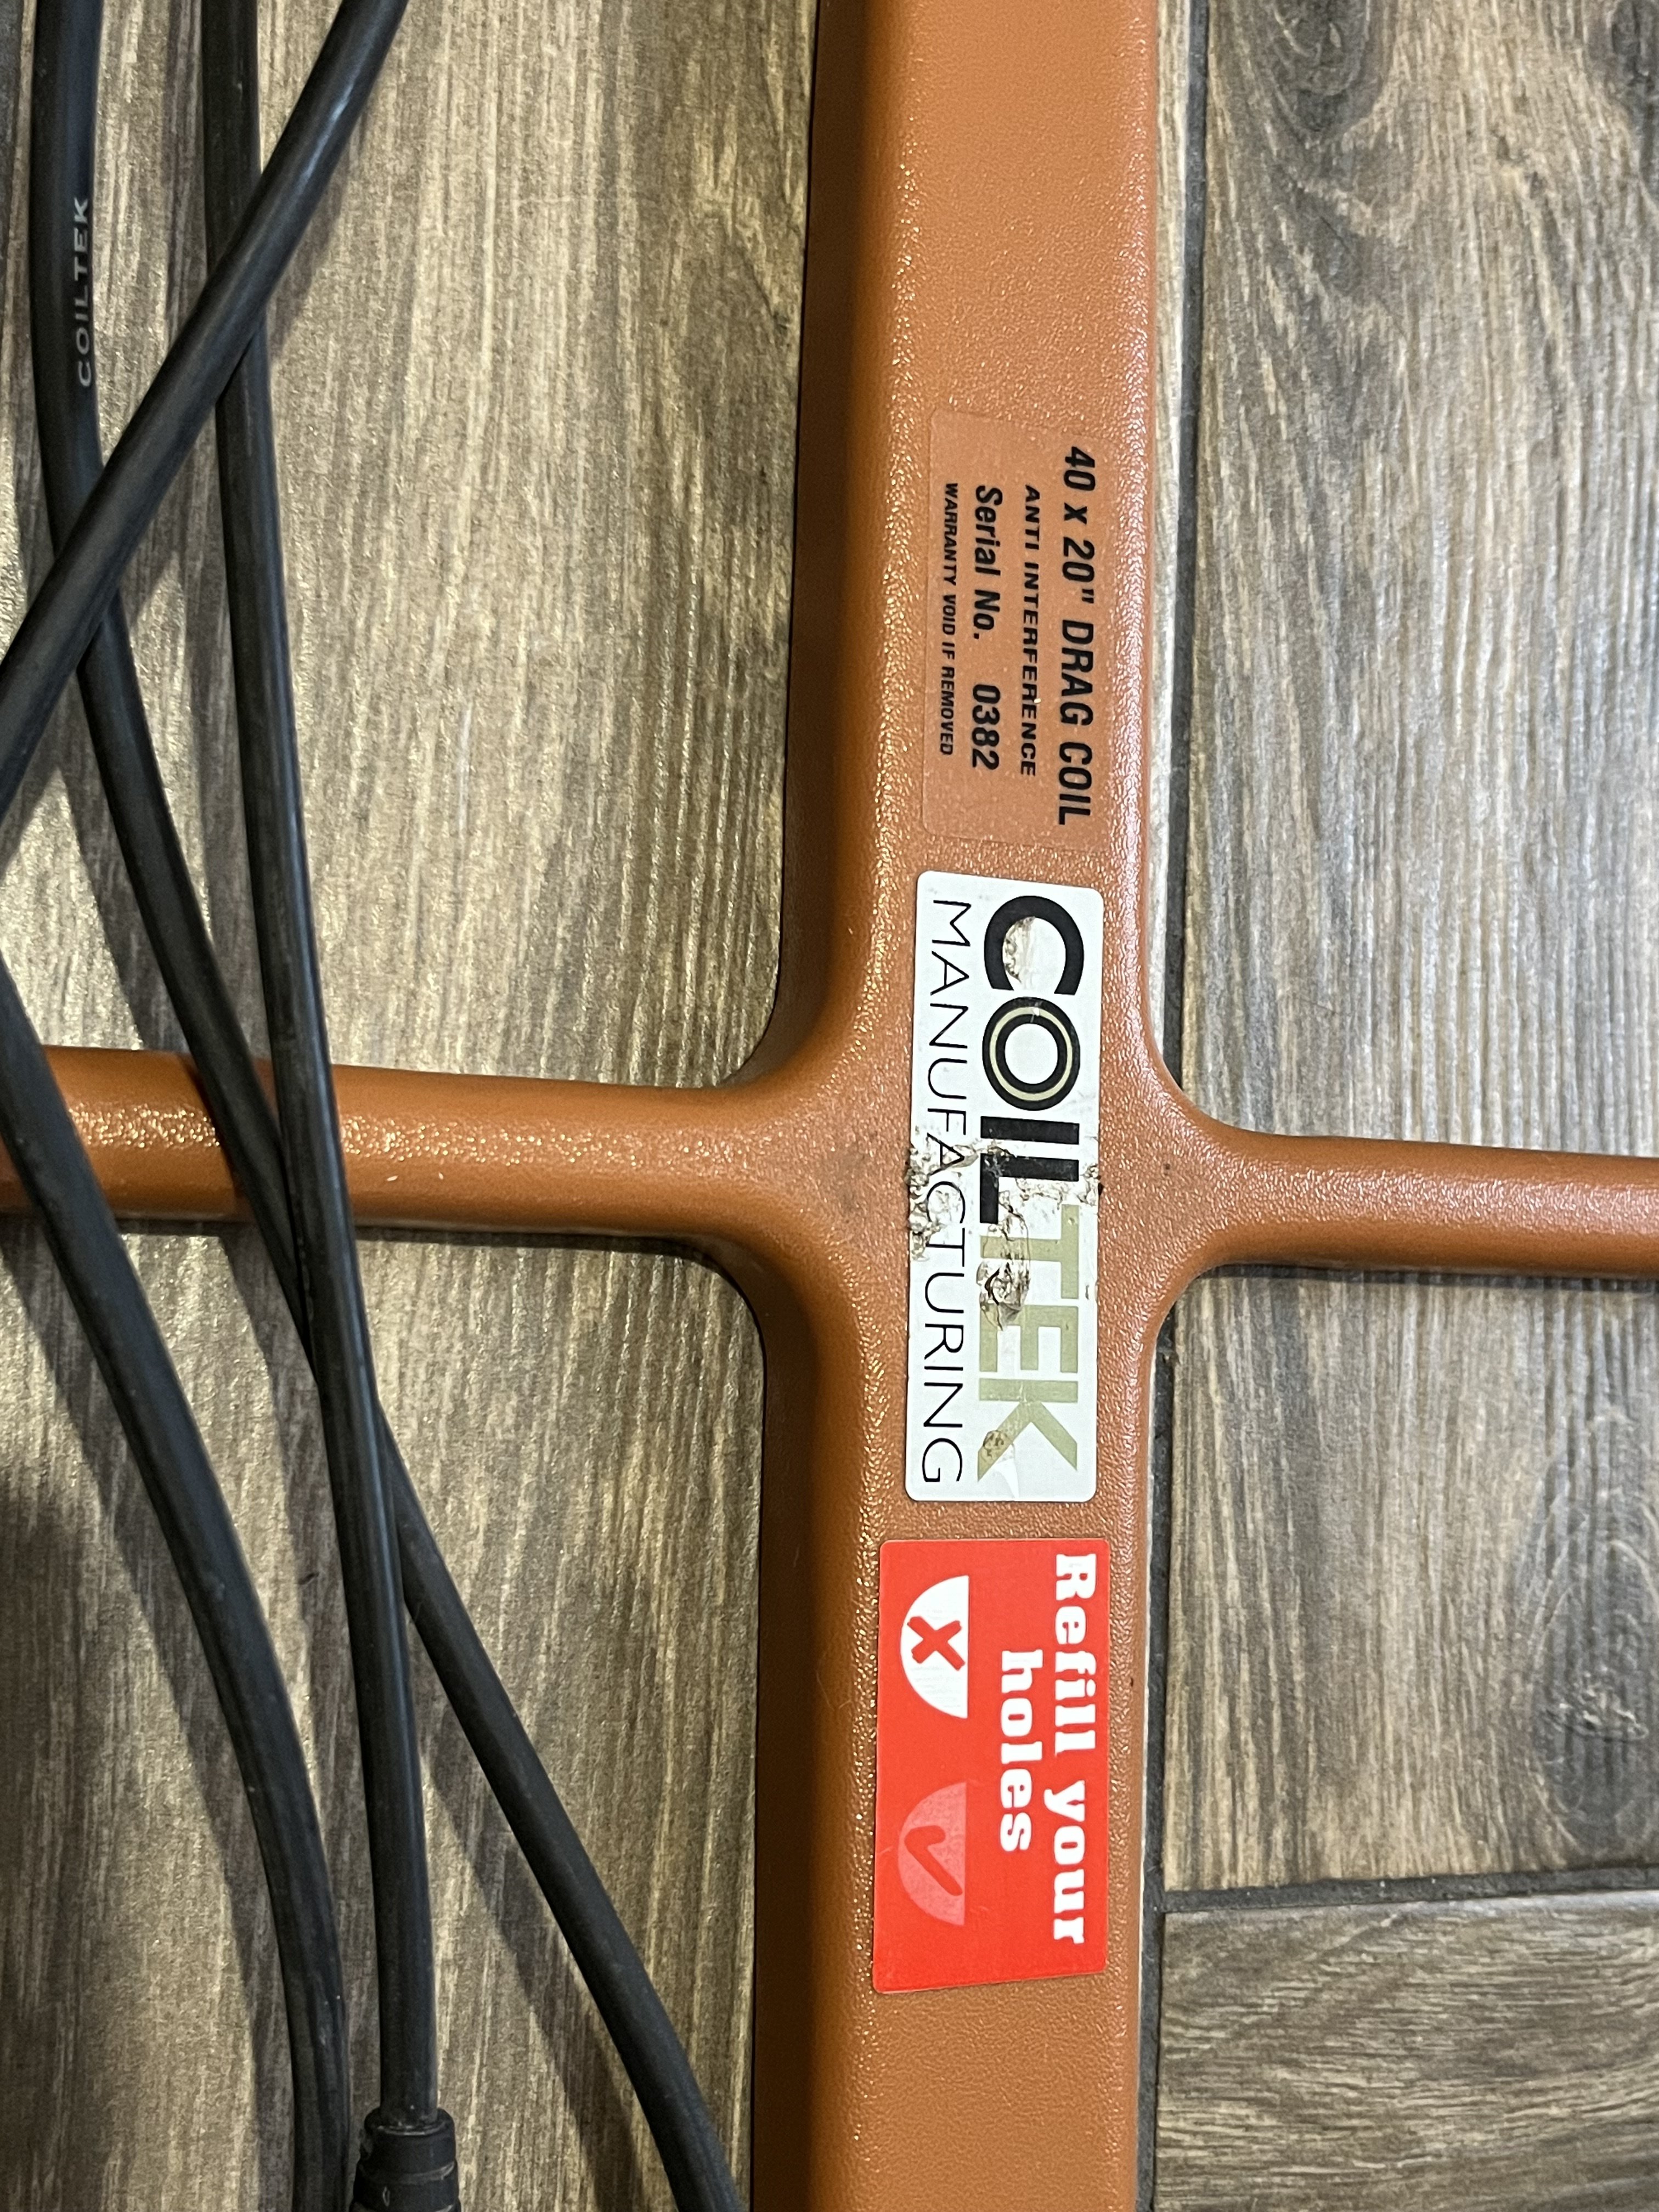 COILTEK
40 x 20" DRAG COIL
ANTI INTERFERENCE
Serial No. 0382
WARRANTY VOID IF REMOVED
COILTEK
MANUFACTURING
Refill your
holes